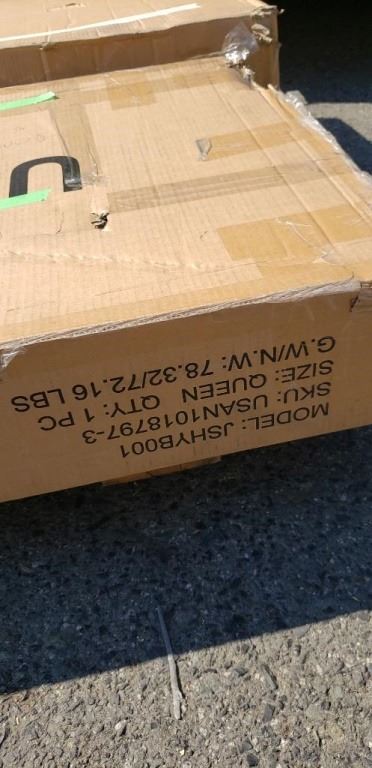 MODEL: JSHYB001
SKU: USAN1018797-3
SIZE: QUEEN QTY: 1 PC
G.W/N.W: 78.32/72.16 LBS